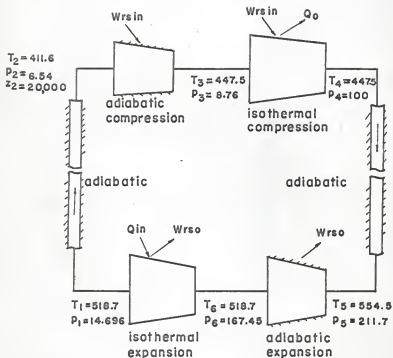 Wrsin
Wrsin
Qo
T2=411.6
P2=6.54
z2=20,000
T3=447.5
P3=8.76
T4=447.5
P4=100
adiabatic
compression
isothermal
compression
adiabatic
adiabatic
Qin
Wrso
Wrso
T1=518.7
P1=14.696
T6=518.7
P6=167.45
T5=554.5
P5=211.7
isothermal
expansion
adiabatic
expansion